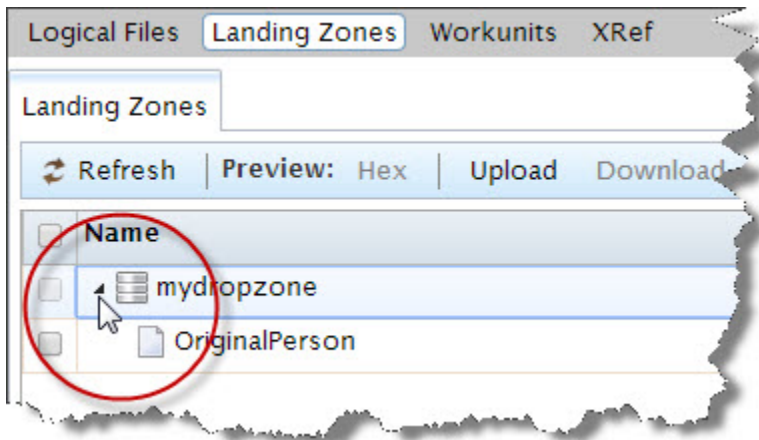 Logical Files Landing Zones Workunits XRef
Landing Zones
Refresh Preview: Hex Upload Download
Name
mydropzone
OriginalPerson